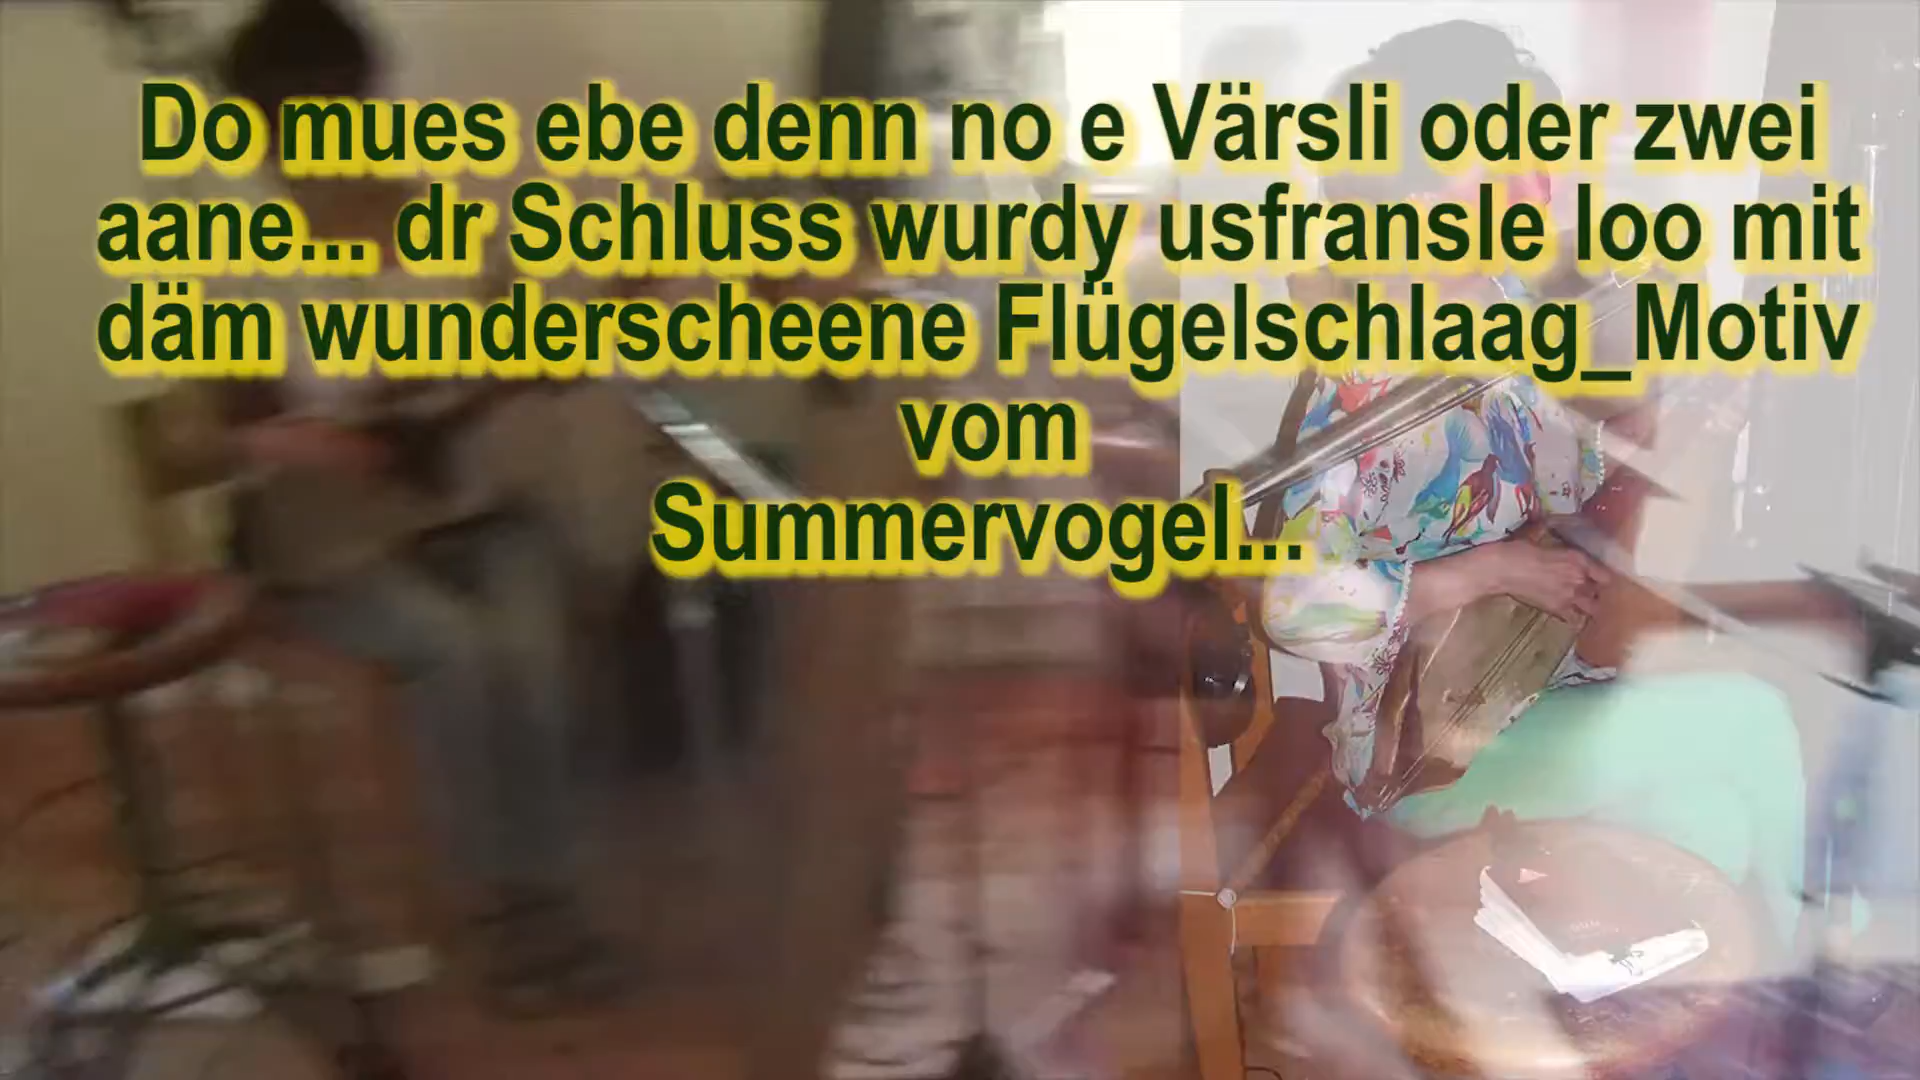 Do mues ebe denn no e Värsli oder zwei
aane... dr Schluss wurdy usfransle loo mit
däm wunderscheene Flügelschlaag_Motiv
vom
Summervogel...